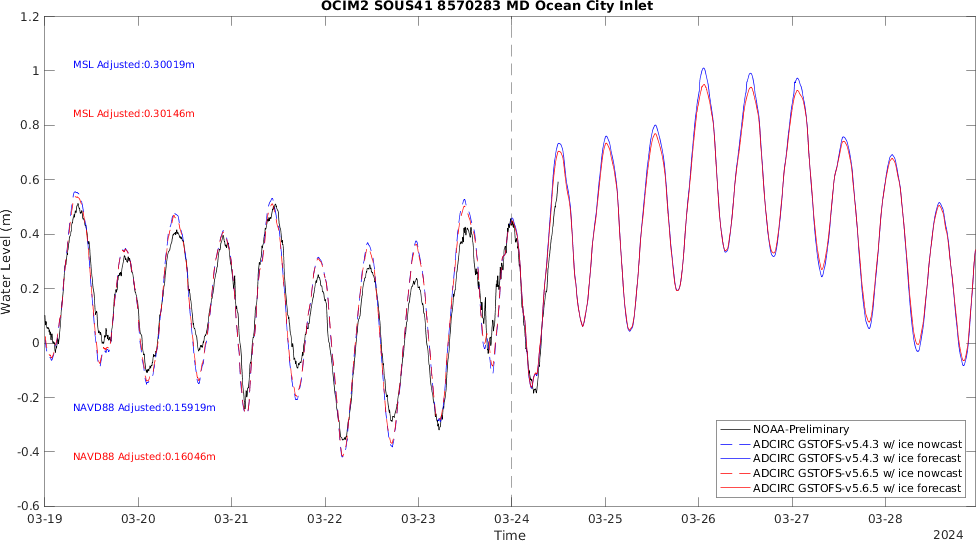 OCIM2 SOUS41 8570283 MD Ocean City Inlet
Water Level (m)
1.2
1
0.8
0.6
0.4
0.2
0
-0.2
-0.4
-0.6
MSL Adjusted:0.30019m
MSL Adjusted:0.30146m
NAVD88 Adjusted:0.15919m
NAVD88 Adjusted:0.16046m
NOAA-Preliminary
ADCIRC GSTOFS-v5.4.3 w/ ice nowcast
ADCIRC GSTOFS-v5.4.3 w/ ice forecast
ADCIRC GSTOFS-v5.6.5 w/ ice nowcast
ADCIRC GSTOFS-v5.6.5 w/ ice forecast
03-19 03-20 03-21 03-22 03-23 03-24 03-25 03-26 03-27 03-28
Time
2024